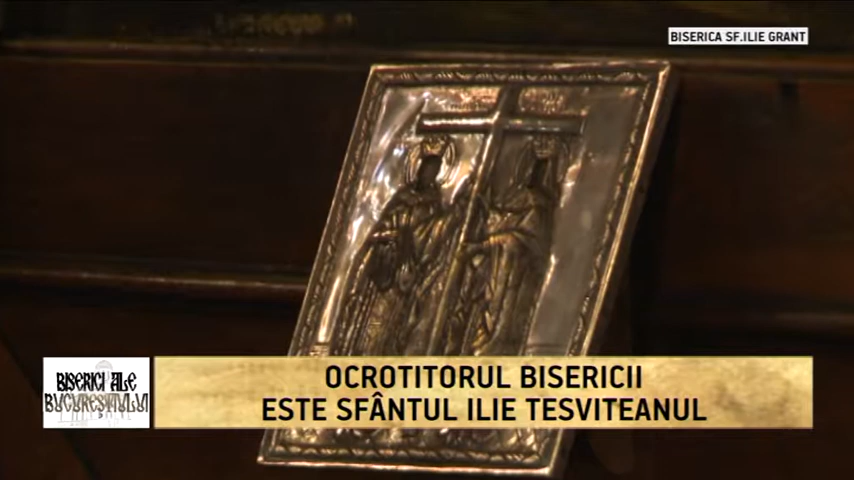 BISERICA SF.ILIE GRANT
BISERICI ALE
BUCUREȘTIULUI
OCROTITORUL BISERICII
ESTE SFÂNTUL ILIE TESVITEANUL